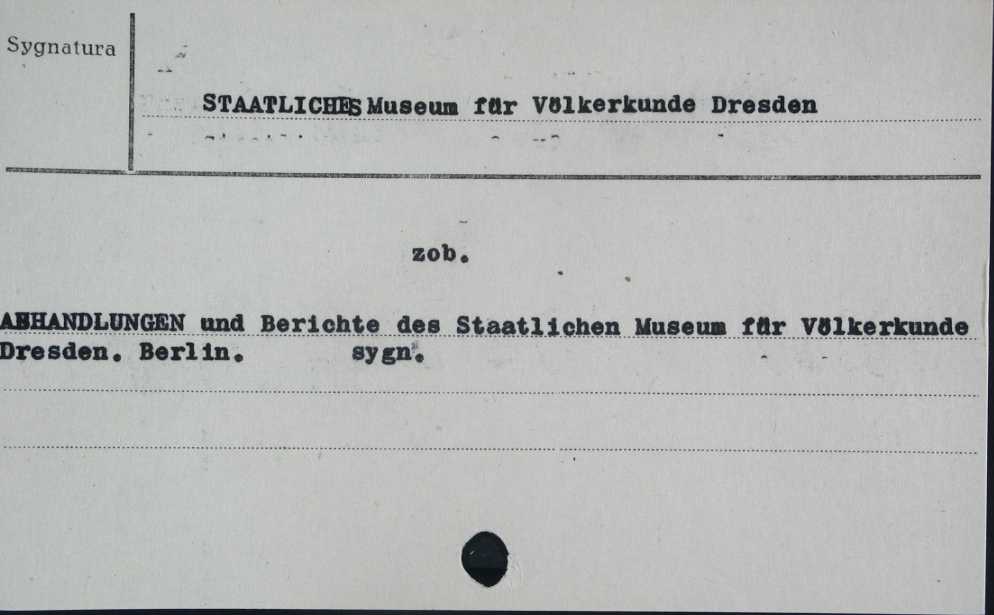 Sygnatura
STAATLICHES Museum für Völkerkunde Dresden
zob.
ABHANDLUNGEN und Berichte des Staatlichen Museum für Völkerkunde
Dresden. Berlin. sygn.